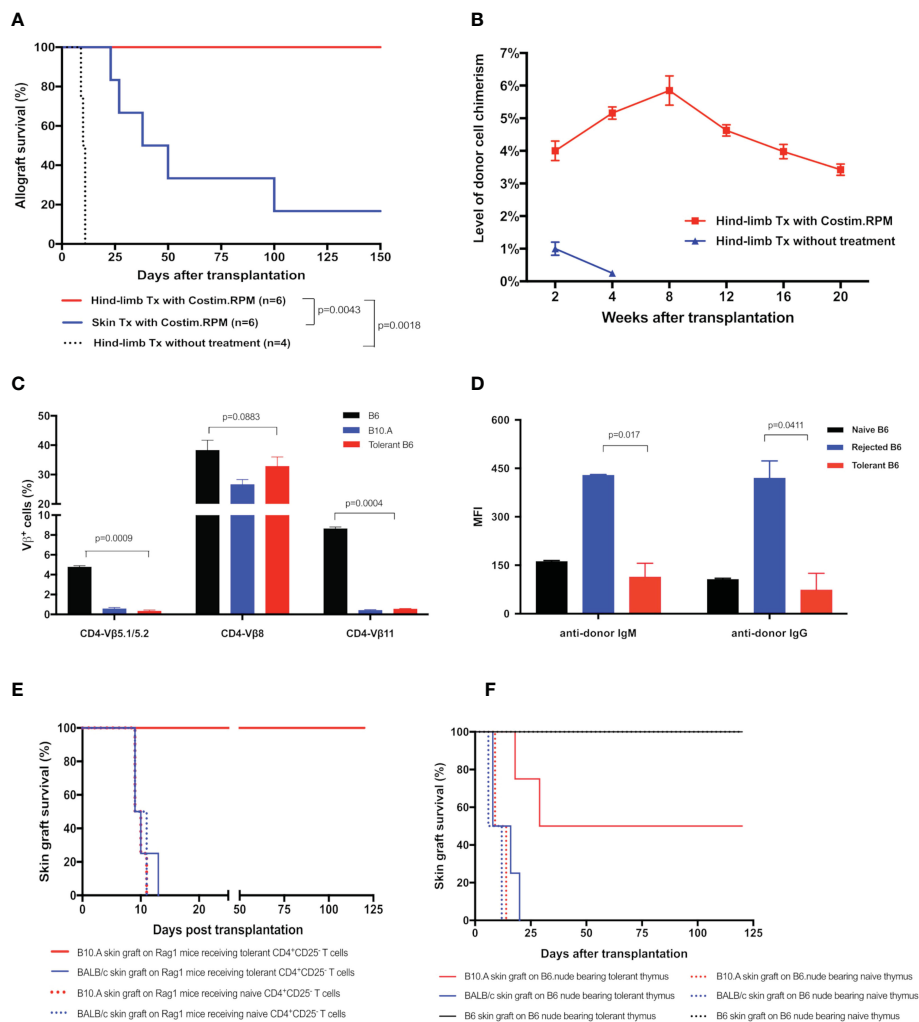 A
Allograft survival (%)
100
80
60
40
20
0
0 25 50 75 100 125 150
Days after transplantation
Hind-limb Tx with Costim.RPM (n=6)
Skin Tx with Costim.RPM (n=6)
Hind-limb Tx without treatment (n=4)
p=0.0043
p=0.0018
B
Level of donor cell chimerism
7%
6%
5%
4%
3%
2%
1%
0%
Hind-limb Tx with Costim.RPM
Hind-limb Tx without treatment
2 4 8 12 16 20
Weeks after transplantation
C
Vβ+ cells (%)
50
40
30
20
10
8
6
4
2
0
p=0.0009
p=0.0883
p=0.0004
B6
B10.A
Tolerant B6
CD4-Vβ5.1/5.2 CD4-Vβ8 CD4-Vβ11
D
MFI
600
450
300
150
0
p=0.017
p=0.0411
Naive B6
Rejected B6
Tolerant B6
anti-donor IgM anti-donor IgG
E
Skin graft survival (%)
100
80
60
40
20
0
0 10 20 50 75 100 125
Days post transplantation
B10.A skin graft on Rag1 mice receiving tolerant CD4+CD25- T cells
BALB/c skin graft on Rag1 mice receiving tolerant CD4+CD25- T cells
B10.A skin graft on Rag1 mice receiving naive CD4+CD25- T cells
BALB/c skin graft on Rag1 mice receiving naive CD4+CD25- T cells
F
Skin graft survival (%)
100
80
60
40
20
0
0 25 50 75 100 125
Days after transplantation
B10.A skin graft on B6.nude bearing tolerant thymus
BALB/c skin graft on B6 nude bearing tolerant thymus
B6 skin graft on B6 nude bearing tolerant thymus
B10.A skin graft on B6.nude bearing naive thymus
BALB/c skin graft on B6 nude bearing naive thymus
B6 skin graft on B6 nude bearing naive thymus